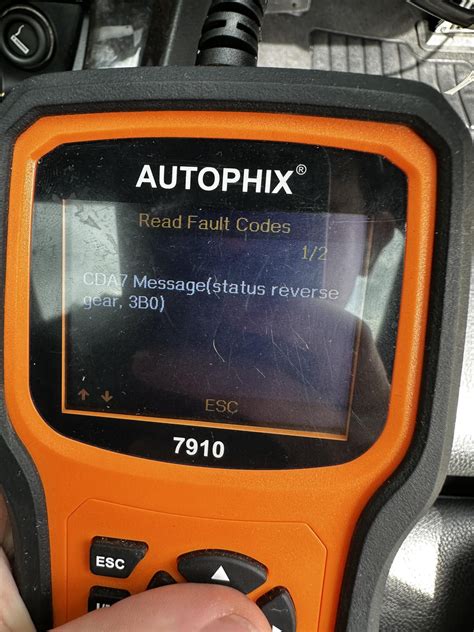 AUTOPHIX®
Read Fault Codes
1/2
CDA7 Message(status reverse
gear, 3B0)
ESC
7910
ESC